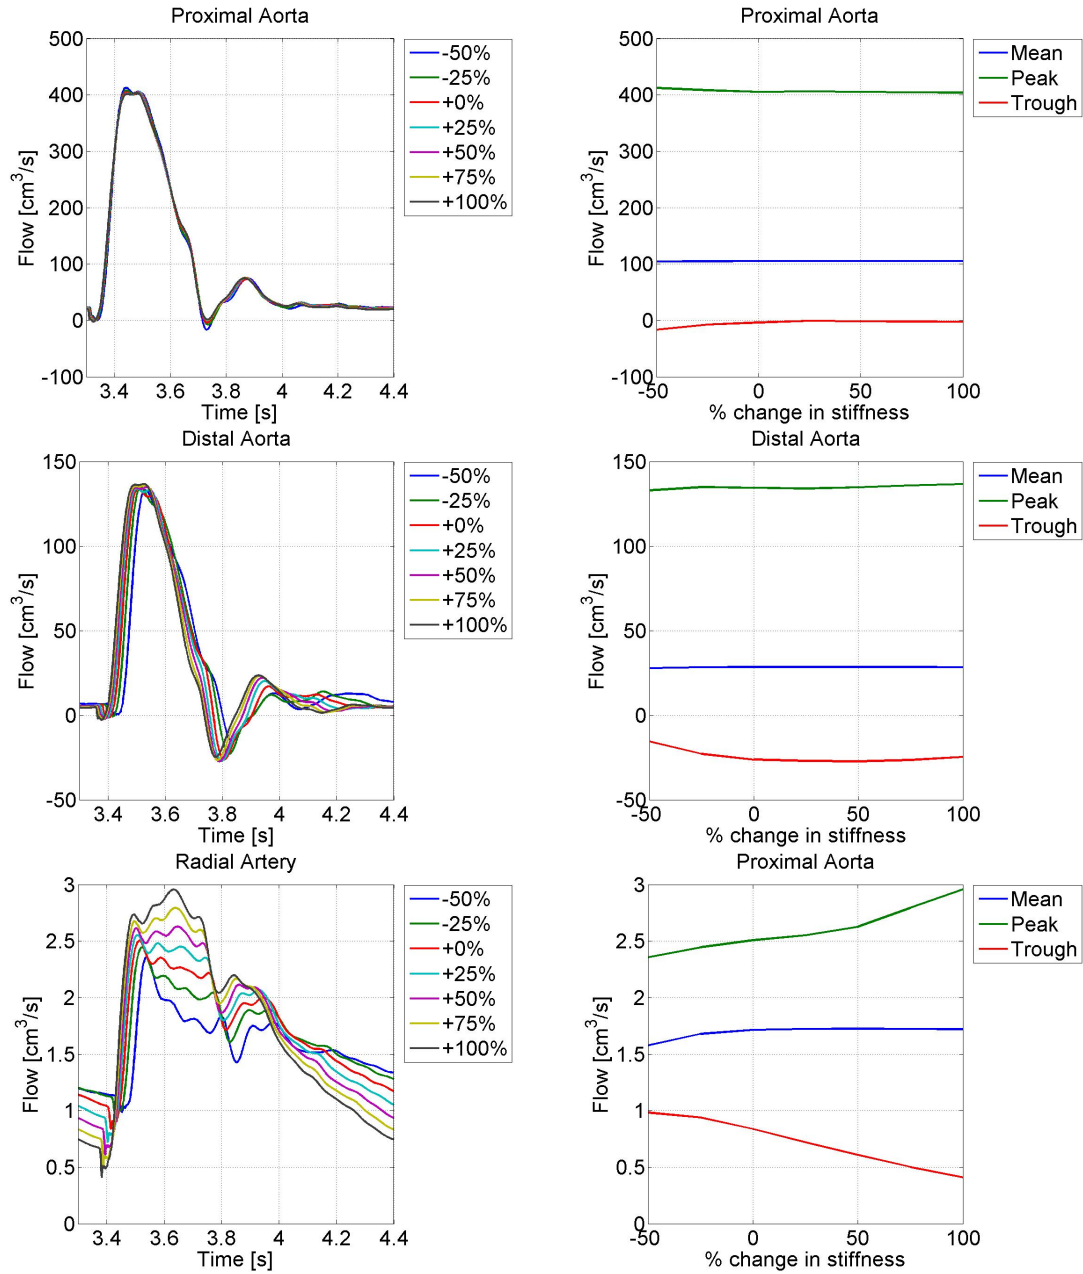 Proximal Aorta
500
400
300
200
100
0
-100
3.4 3.6 3.8 4 4.2 4.4
Flow [cm³/s]
Time [s]
-50%
-25%
+0%
+25%
+50%
+75%
+100%
Proximal Aorta
500
400
300
200
100
0
-100
-50 0 50 100
Flow [cm³/s]
% change in stiffness
Mean
Peak
Trough
Distal Aorta
150
100
50
0
-50
3.4 3.6 3.8 4 4.2 4.4
Flow [cm³/s]
Time [s]
-50%
-25%
+0%
+25%
+50%
+75%
+100%
Distal Aorta
150
100
50
0
-50
-50 0 50 100
Flow [cm³/s]
% change in stiffness
Mean
Peak
Trough
Radial Artery
3
2.5
2
1.5
1
0.5
0
3.4 3.6 3.8 4 4.2 4.4
Flow [cm³/s]
Time [s]
-50%
-25%
+0%
+25%
+50%
+75%
+100%
Proximal Aorta
3
2.5
2
1.5
1
0.5
0
-50 0 50 100
Flow [cm³/s]
% change in stiffness
Mean
Peak
Trough